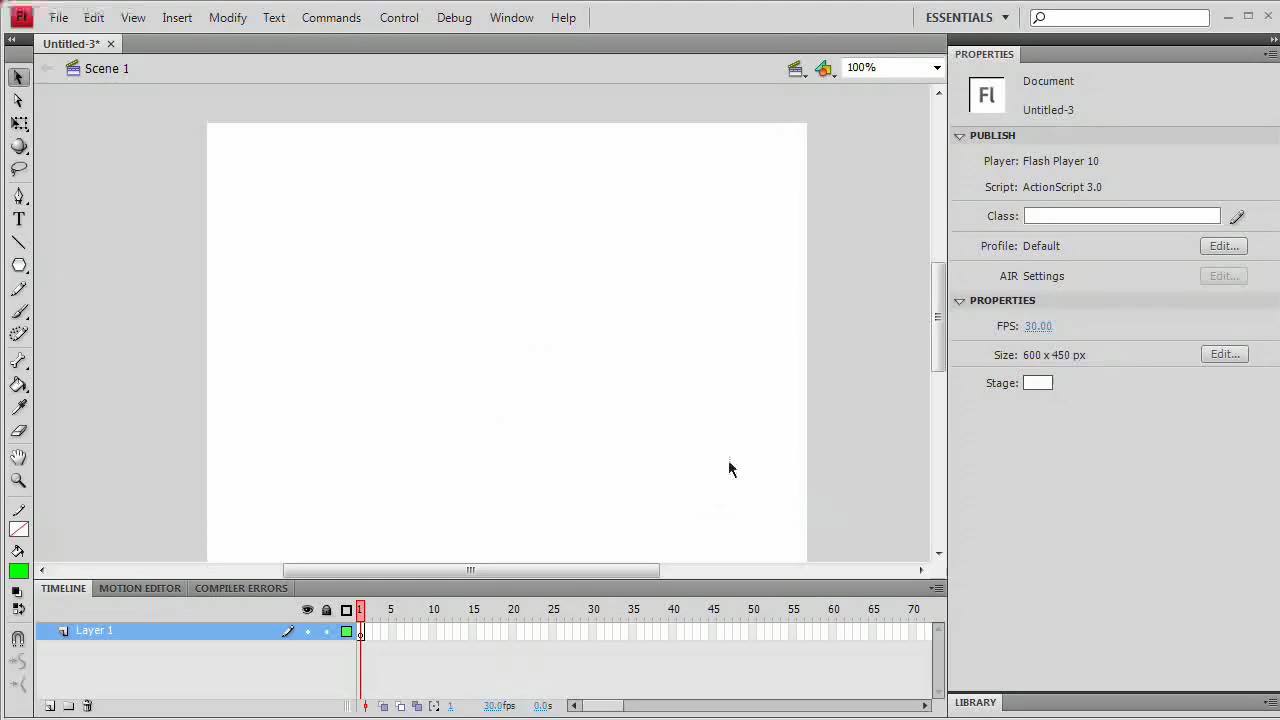 Fl File Edit View Insert Modify Text Commands Control Debug Window Help ESSENTIALS
Untitled-3*
PROPERTIES
Scene 1 100%
Fl
Document
Untitled-3
PUBLISH
Player: Flash Player 10
Script: ActionScript 3.0
Class:
Profile: Default Edit...
AIR Settings Edit...
PROPERTIES
FPS: 30.00
Size: 600 x 450 px Edit...
Stage:
T
TIMELINE MOTION EDITOR COMPILER ERRORS
1 5 10 15 20 25 30 35 40 45 50 55 60 65 70
Layer 1
1 30.0fps 0.0s
LIBRARY